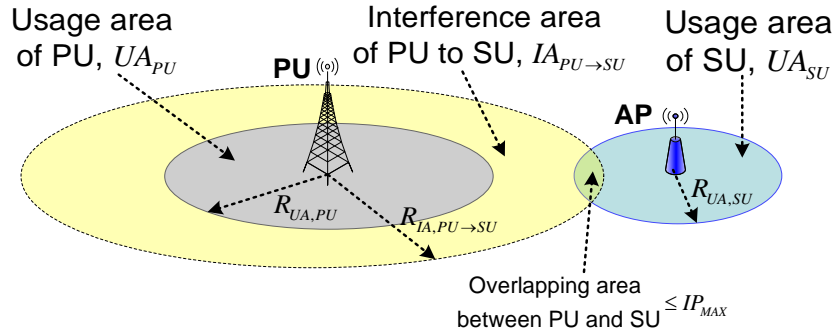 Usage area
of PU, UA_PU
Interference area
of PU to SU, IA_PU→SU
Usage area
of SU, UA_SU
PU
AP
R_UA,PU
R_IA,PU→SU
R_UA,SU
Overlapping area
between PU and SU ≤ IP_MAX